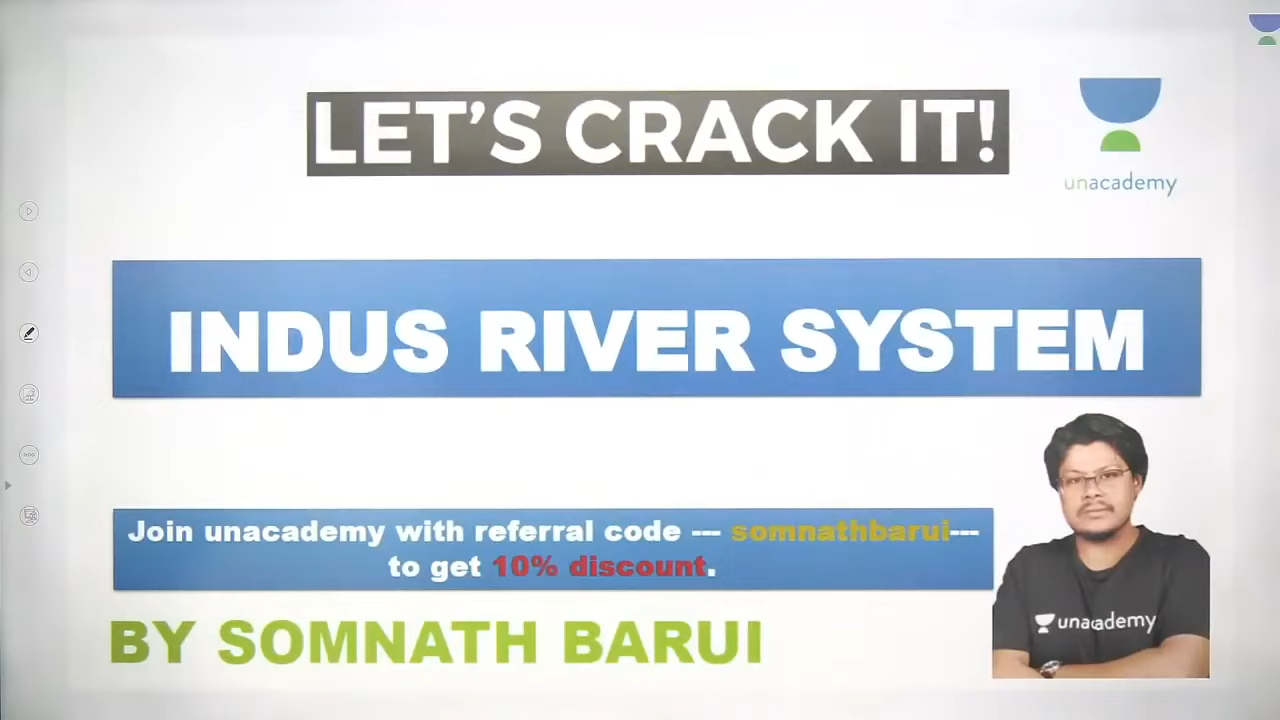 LET'S CRACK IT!
unacademy
INDUS RIVER SYSTEM
Join unacademy with referral code --- somnathbarui---
to get 10% discount.
BY SOMNATH BARUI
unacademy